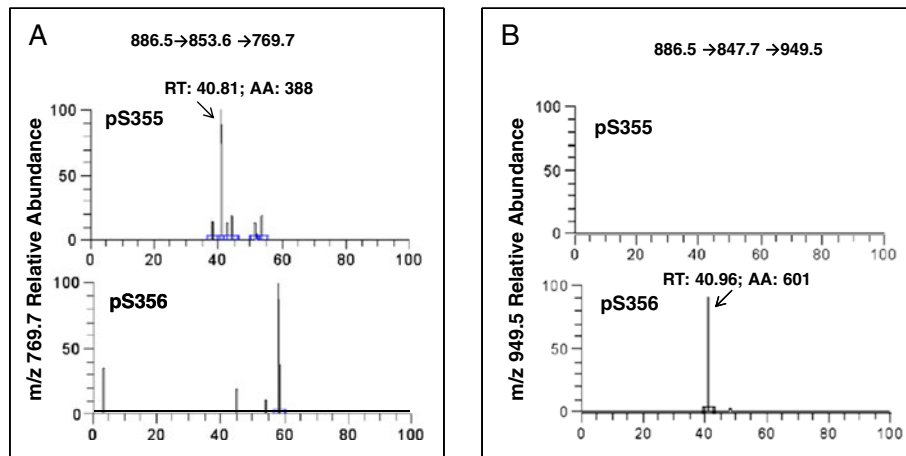 A
886.5→853.6 →769.7
RT: 40.81; AA: 388
pS355
100
50
0
0 20 40 60 80 100
pS356
100
50
0
0 20 40 60 80 100
m/z 769.7 Relative Abundance
B
886.5 →847.7 →949.5
pS355
100
50
0
0 20 40 60 80 100
RT: 40.96; AA: 601
pS356
100
50
0
0 20 40 60 80 100
m/z 949.5 Relative Abundance